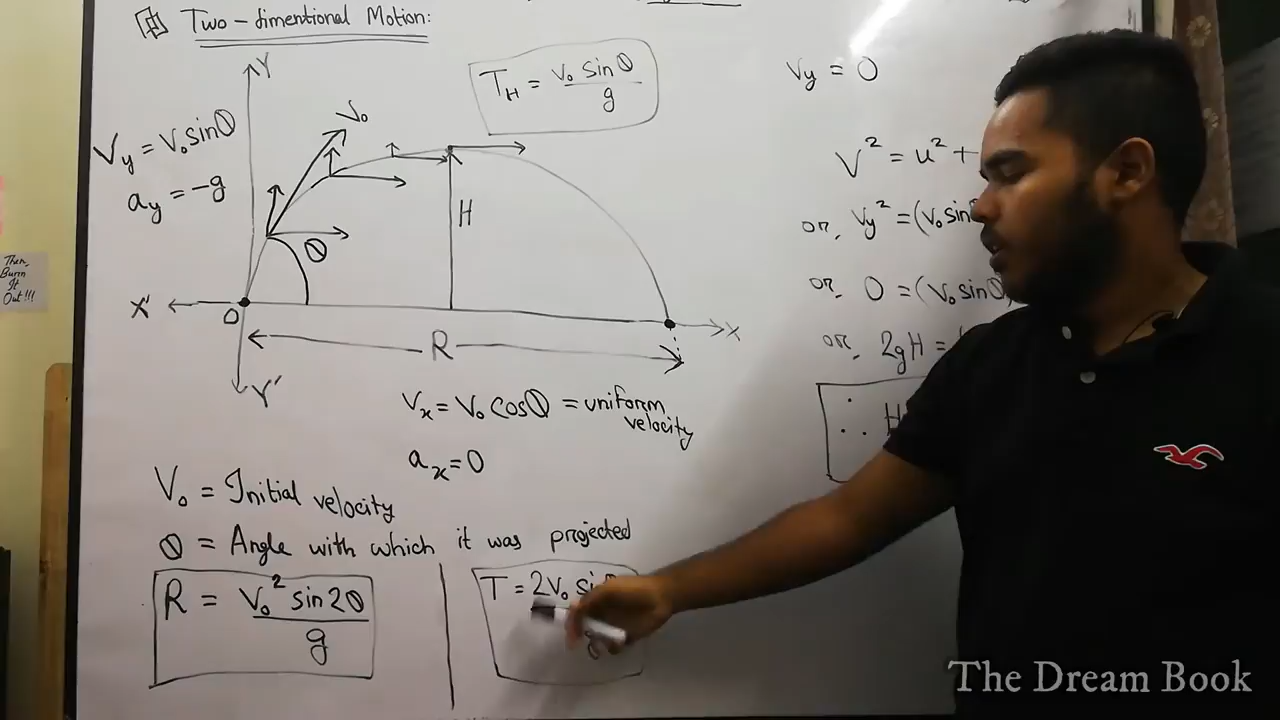 Two-dimentional Motion:
Y
T_H = V₀ Sinθ / g
V₀
V_y = V₀ sinθ
a_y = -g
H
θ
X'
O
X
R
Y'
V_x = V₀ cosθ = uniform velocity
a_x = 0
V₀ = Initial velocity
θ = Angle with which it was projected
R = V₀² sin2θ / g
T = 2V₀
V_y = 0
V² = u² +
or, V_y² = (V₀ sin
or, 0 = (V₀ sinθ)
or, 2gH =
∴ H
Then,
Burn
It
Out!!!
The Dream Book